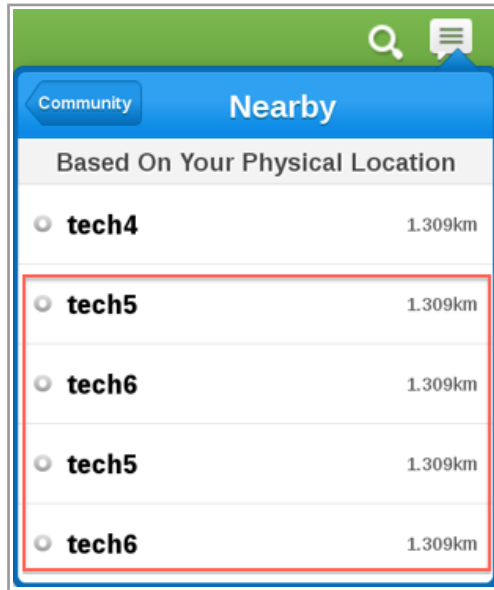 Community
Nearby
Based On Your Physical Location
tech4 1.309km
tech5 1.309km
tech6 1.309km
tech5 1.309km
tech6 1.309km